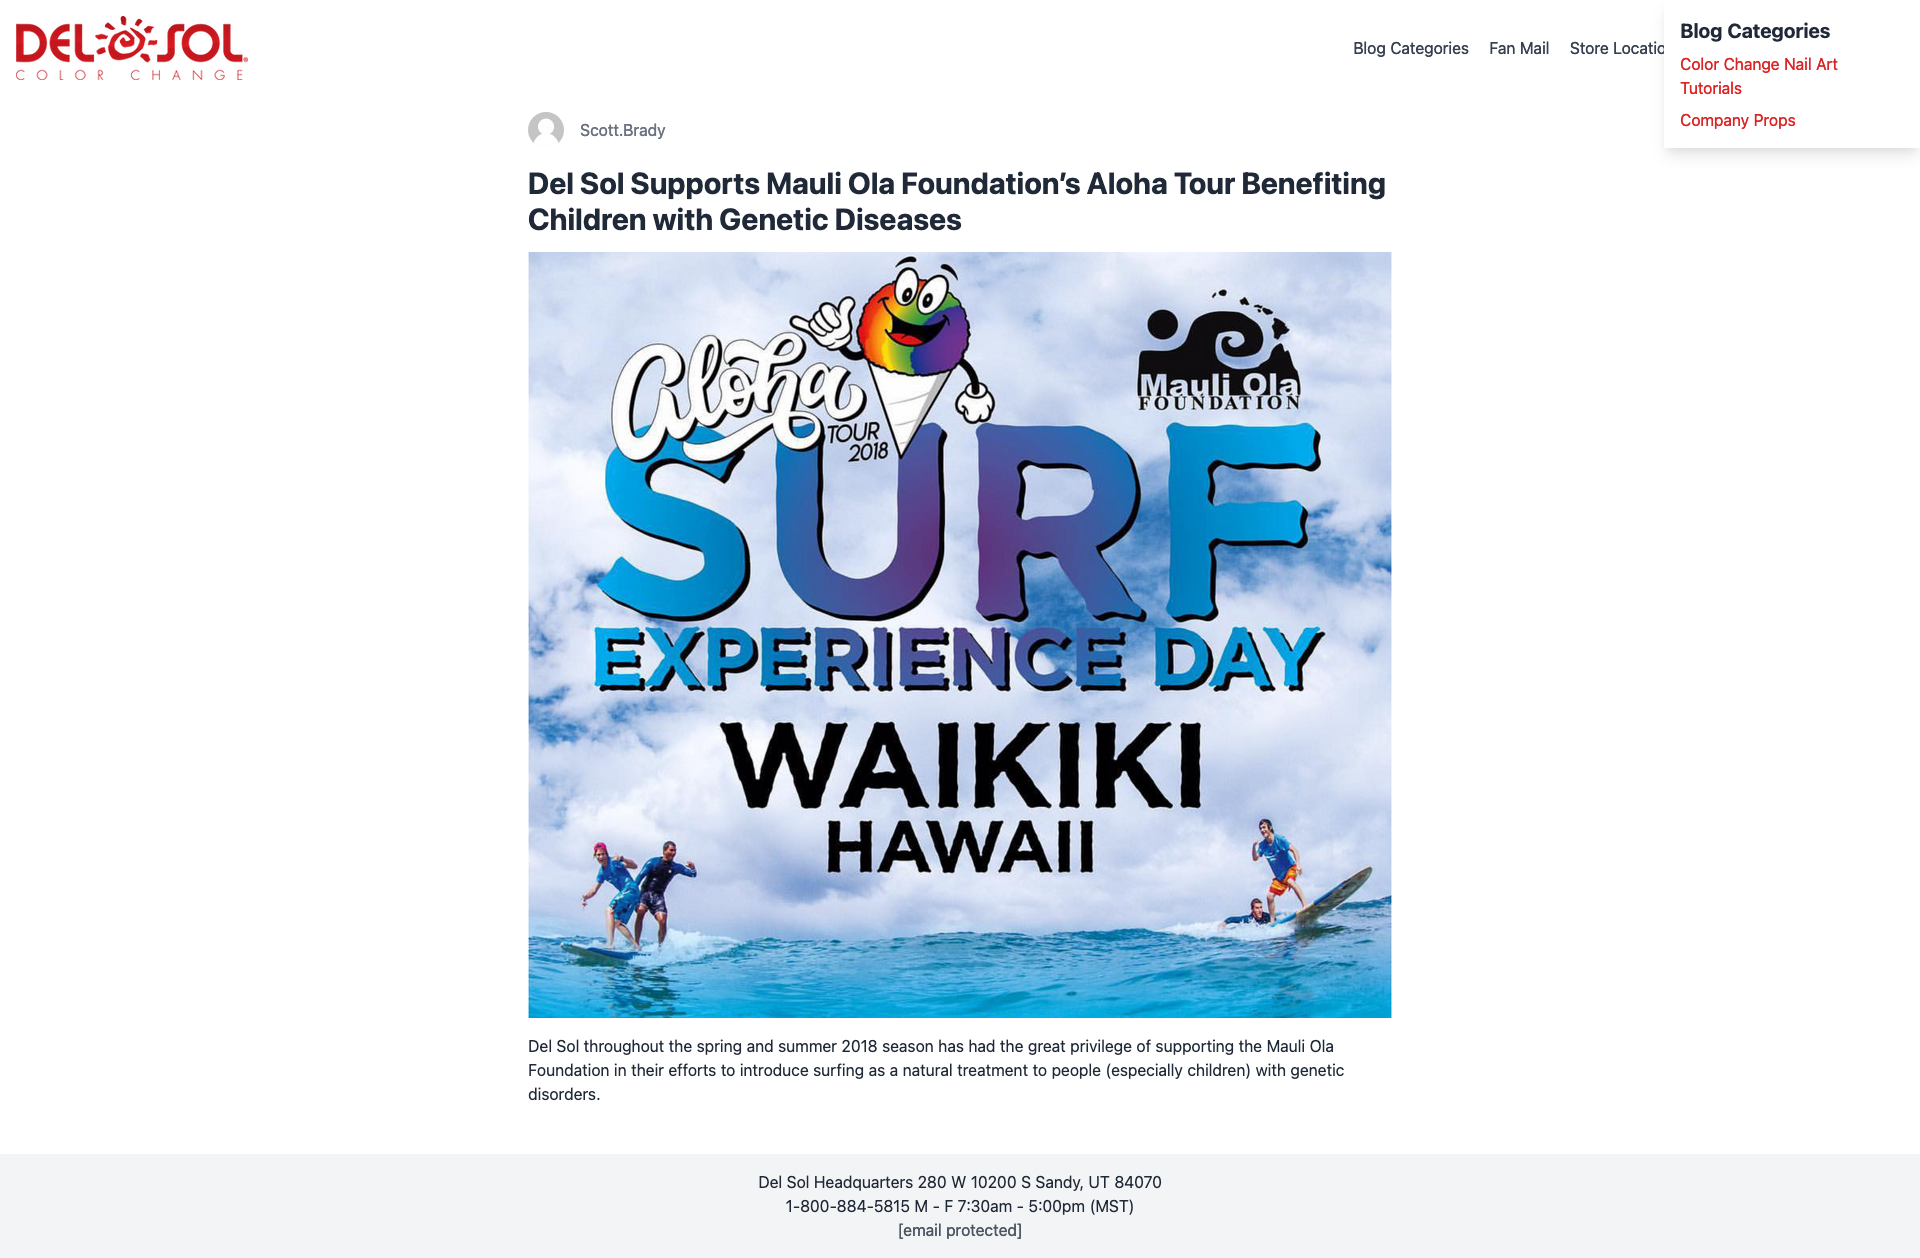 DEL SOL
COLOR CHANGE
Blog Categories
Fan Mail
Blog Categories
Color Change Nail Art
Tutorials
Company Props
Scott.Brady
Del Sol Supports Mauli Ola Foundation's Aloha Tour Benefiting
Children with Genetic Diseases
Aloha
TOUR
2018
Mauli Ola
FOUNDATION
SURF
EXPERIENCE DAY
WAIKIKI
HAWAII
Del Sol throughout the spring and summer 2018 season has had the great privilege of supporting the Mauli Ola
Foundation in their efforts to introduce surfing as a natural treatment to people (especially children) with genetic
disorders.
Del Sol Headquarters 280 W 10200 S Sandy, UT 84070
1-800-884-5815 M - F 7:30am - 5:00pm (MST)
[email protected]